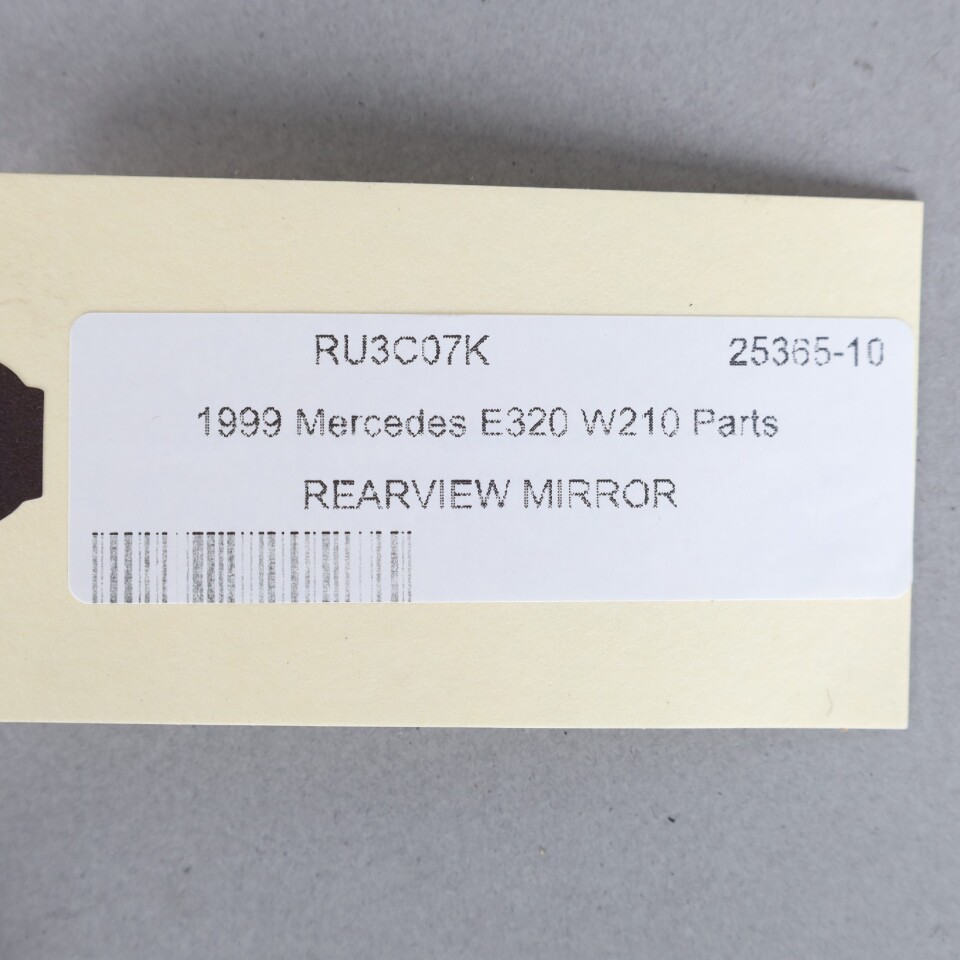 RU3C07K 25365-10
1999 Mercedes E320 W210 Parts
REARVIEW MIRROR